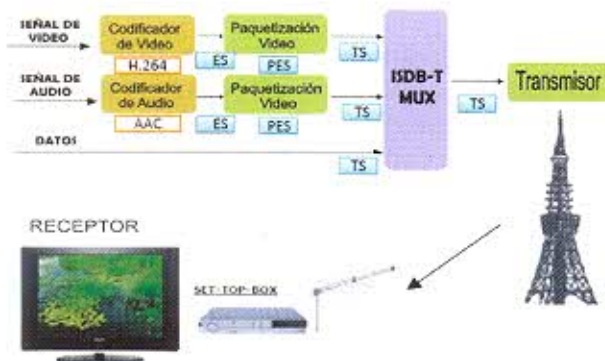 SEÑAL DE
VIDEO
Codificador
de Video
H.264
ES
Paquetización
Video
PES
TS
SEÑAL DE
AUDIO
Codificador
de Audio
AAC
ES
Paquetización
Video
PES
TS
DATOS
TS
ISDB-T
MUX
TS
Transmisor
RECEPTOR
SET-TOP-BOX